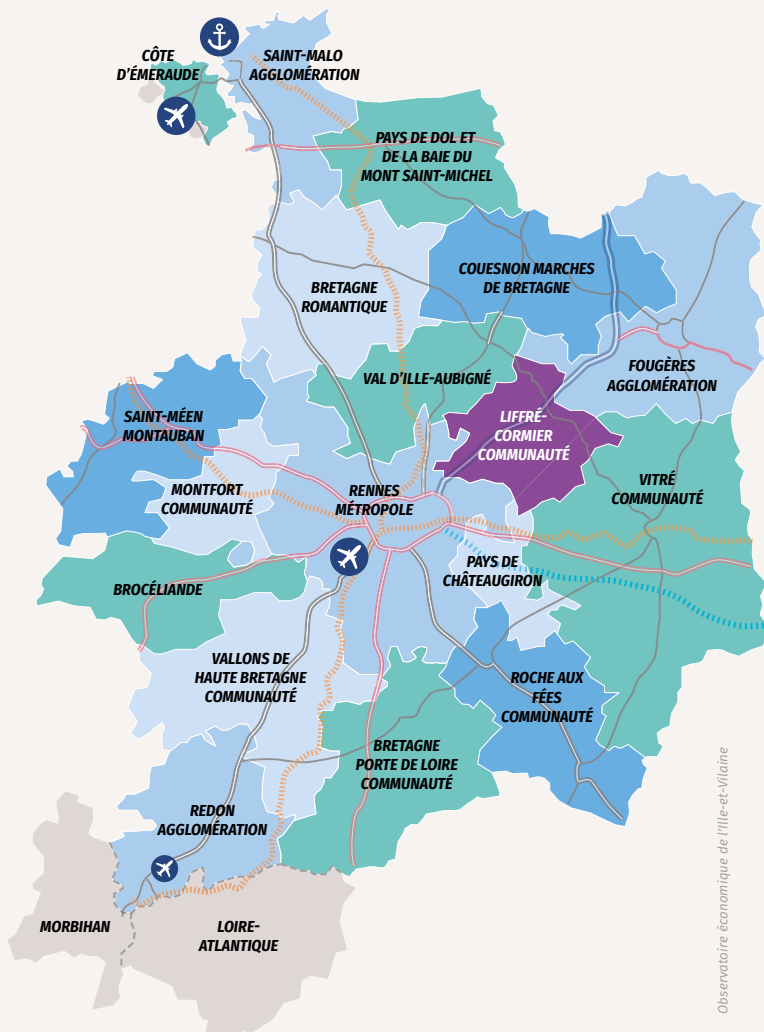 CÔTE
D'ÉMERAUDE
SAINT-MALO
AGGLOMÉRATION
PAYS DE DOL ET
DE LA BAIE DU
MONT SAINT-MICHEL
COUESNON MARCHES
DE BRETAGNE
BRETAGNE
ROMANTIQUE
FOUGÈRES
AGGLOMÉRATION
VAL D'ILLE-AUBIGNÉ
LIFFRÉ-
CORMIER
COMMUNAUTÉ
SAINT-MÉEN
MONTAUBAN
MONTFORT
COMMUNAUTÉ
RENNES
MÉTROPOLE
VITRÉ
COMMUNAUTÉ
PAYS DE
CHÂTEAUGIRON
BROCÉLIANDE
VALLONS DE
HAUTE BRETAGNE
COMMUNAUTÉ
ROCHE AUX
FÉES
COMMUNAUTÉ
BRETAGNE
PORTE DE LOIRE
COMMUNAUTÉ
REDON
AGGLOMÉRATION
MORBIHAN
LOIRE-
ATLANTIQUE
Observatoire économique de l'Ille-et-Vilaine